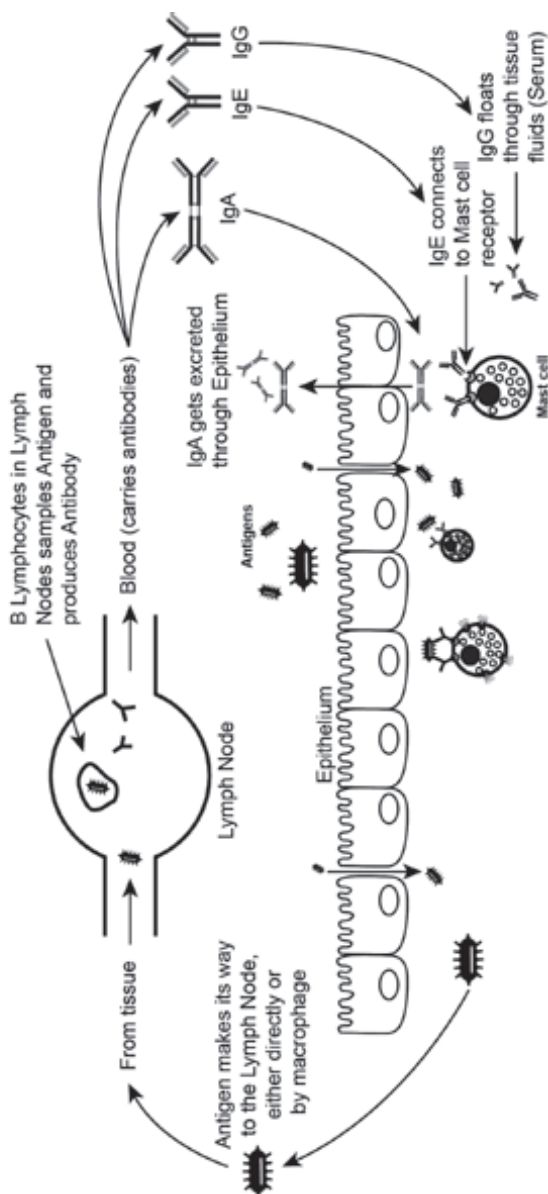 B Lymphocytes in Lymph
Nodes samples Antigen and
produces Antibody
From tissue
Lymph Node
Blood (carries antibodies)
Antigen makes its way
to the Lymph Node,
either directly or
by macrophage
IgA
IgE
IgG
IgA gets excreted
through Epithelium
Antigens
Epithelium
IgE connects
to Mast cell
receptor
IgG floats
through tissue
fluids (Serum)
Mast cell